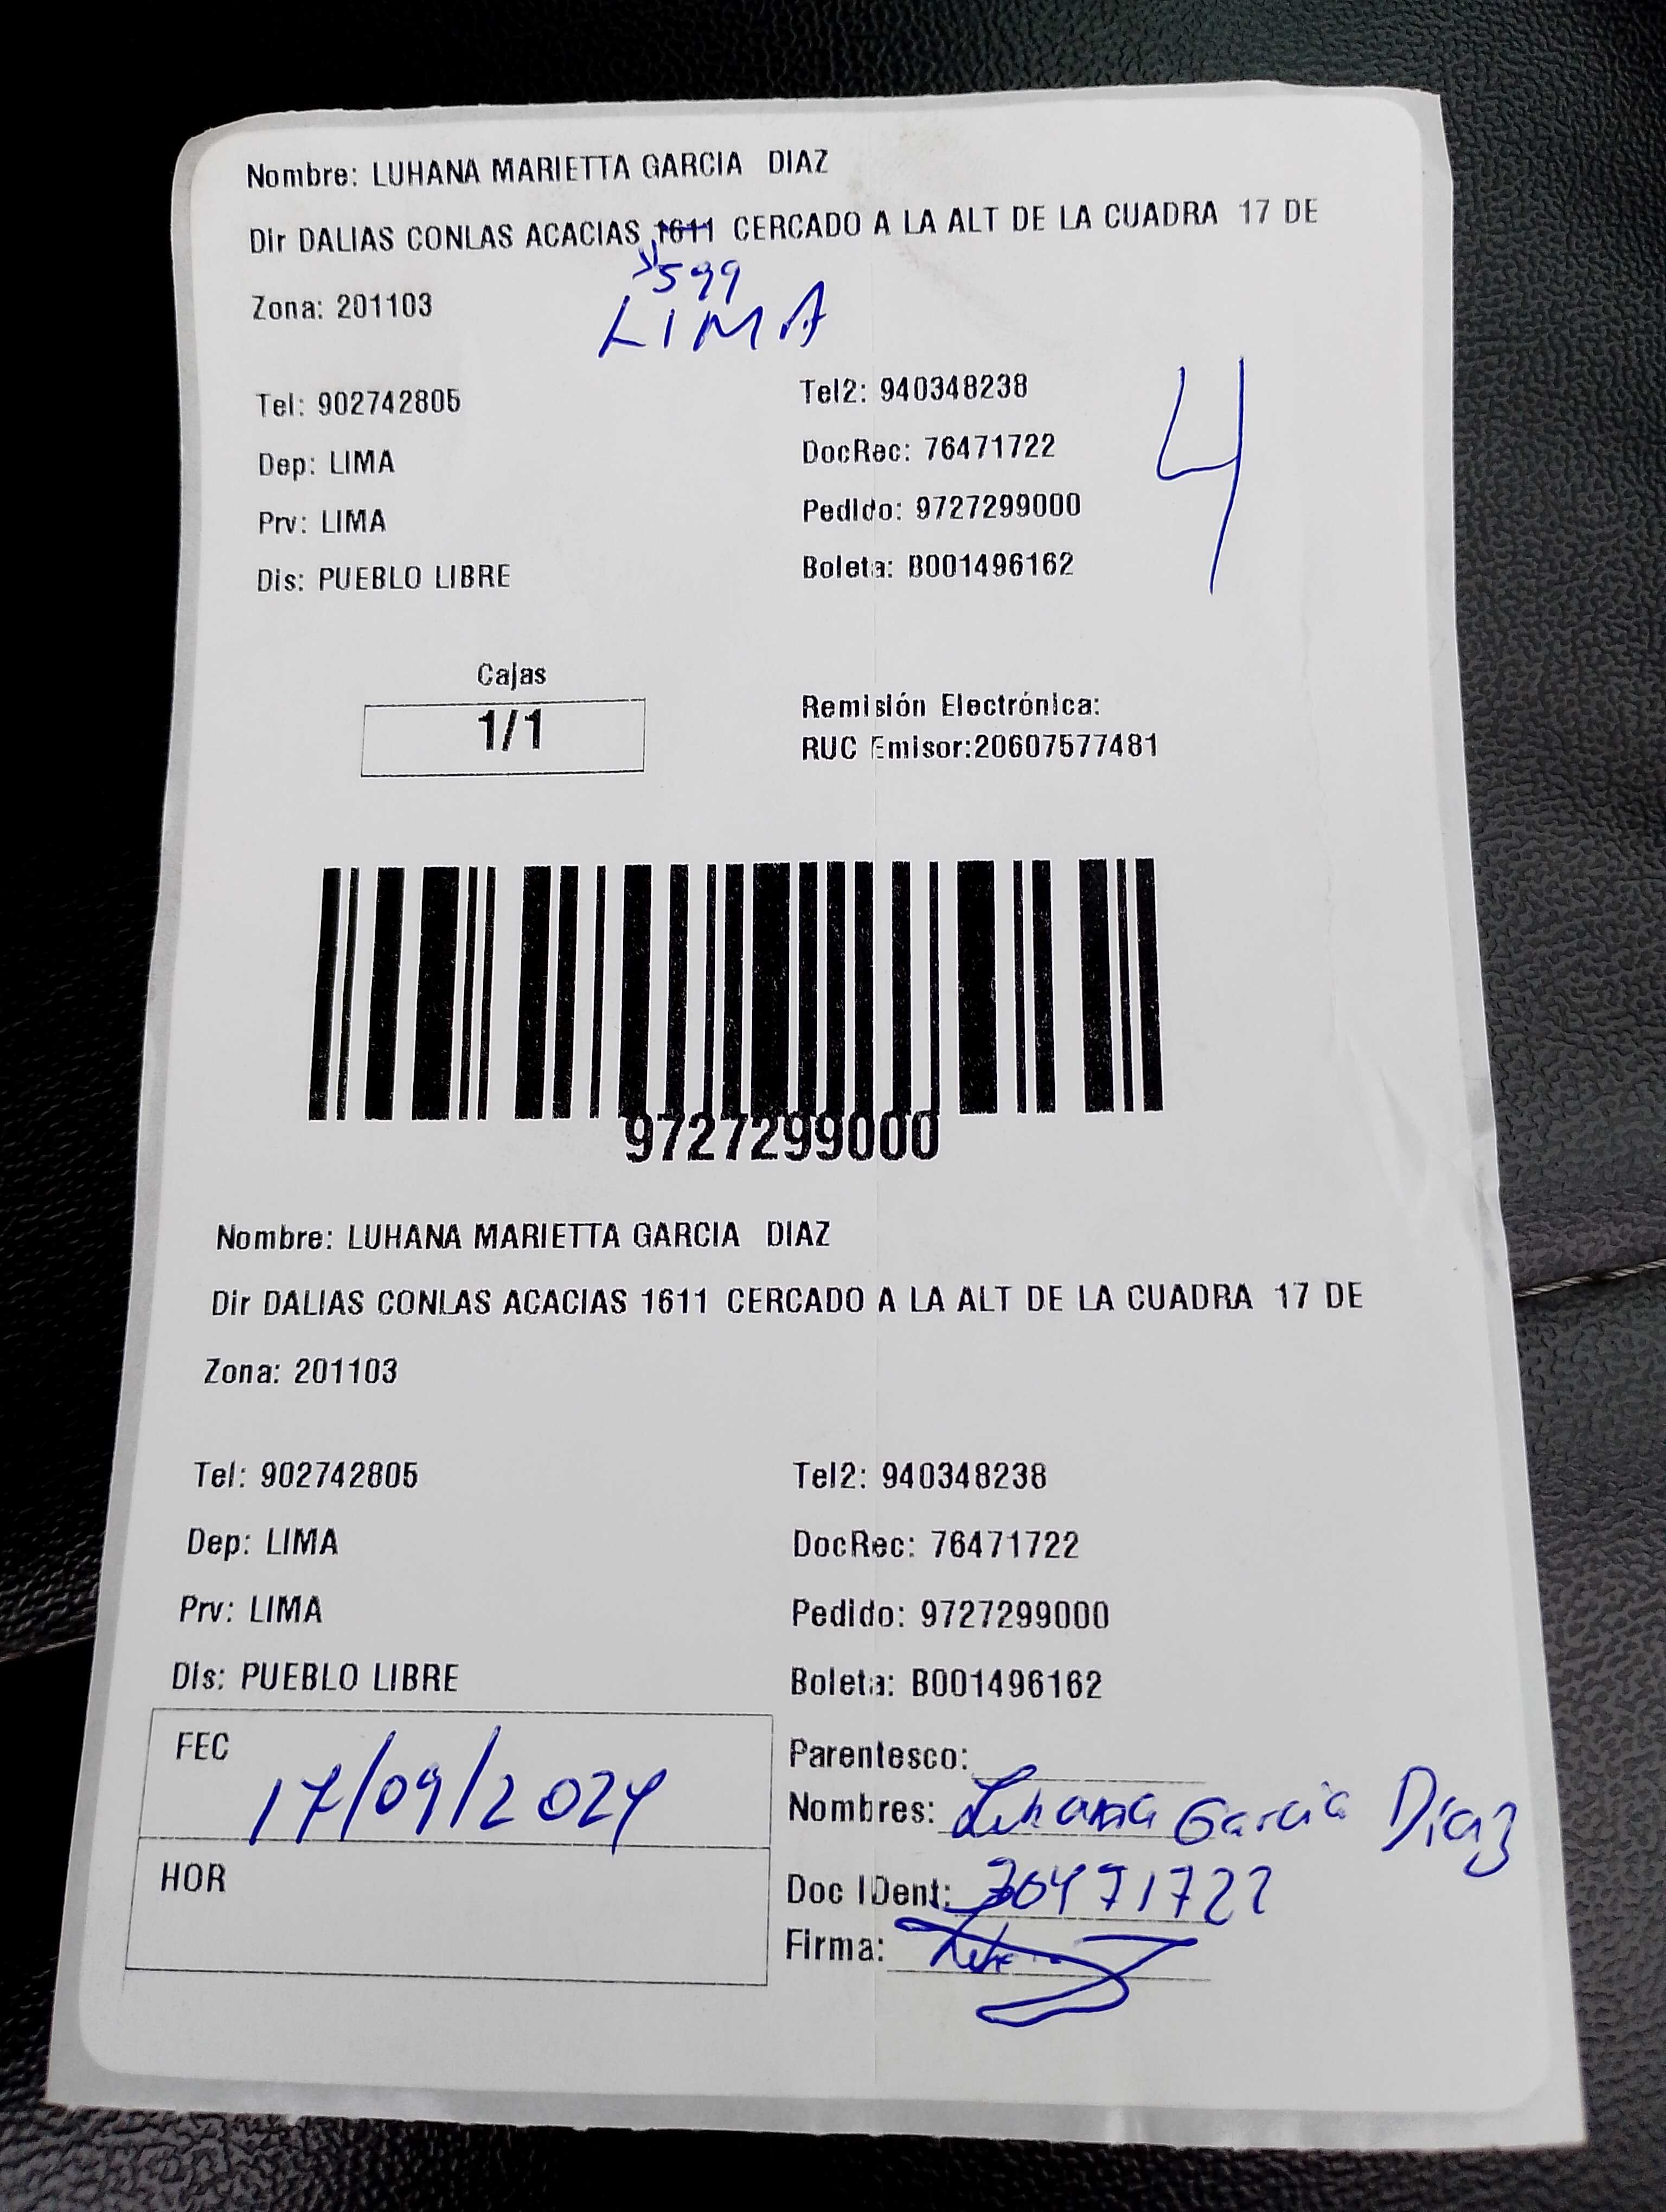 Nombre: LUHANA MARIETTA GARCIA DIAZ
Dir DALIAS CONLAS ACACIAS 1611 CERCADO A LA ALT DE LA CUADRA 17 DE
599
Zona: 201103
LIMA
Tel: 902742805 Tel2: 940348238
4
Dep: LIMA DocRec: 76471722
Prv: LIMA Pedido: 9727299000
Dis: PUEBLO LIBRE Boleta: B001496162
Cajas
1/1
Remisión Electrónica:
RUC Emisor:20607577481
9727299000
Nombre: LUHANA MARIETTA GARCIA DIAZ
Dir DALIAS CONLAS ACACIAS 1611 CERCADO A LA ALT DE LA CUADRA 17 DE
Zona: 201103
Tel: 902742805 Tel2: 940348238
Dep: LIMA DocRec: 76471722
Prv: LIMA Pedido: 9727299000
Dis: PUEBLO LIBRE Boleta: B001496162
FEC 17/09/2024
HOR
Parentesco:
Nombres: Luhana Garcia Diaz
Doc IDent:
Firma: